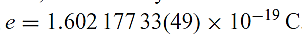 e = 1.602 177 33(49) × 10⁻¹⁹ C